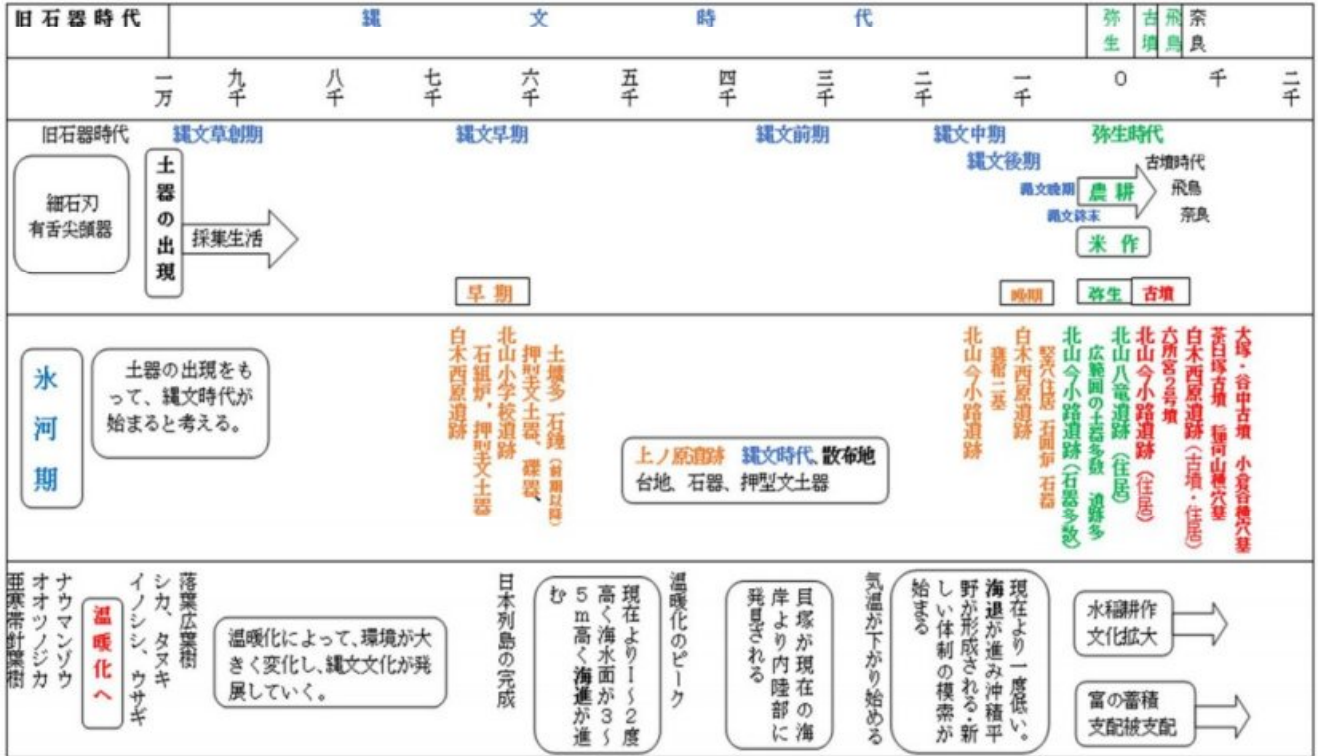 旧石器時代
縄文時代
弥生
古墳
飛鳥
奈良
一万
九千
八千
七千
六千
五千
四千
三千
二千
一千
0
千
二千
旧石器時代
縄文草創期
縄文早期
縄文前期
縄文中期
弥生時代
縄文後期
古墳時代
縄文晩期
農耕
飛鳥
縄文終末
奈良
米作
細石刃
有舌尖頭器
土器の出現
採集生活
早期
晩期
弥生
古墳
氷河期
土器の出現をも
って、縄文時代が
始まると考える。
白木西原遺跡
石組炉,押型文土器
北山小学校遺跡
押型文土器、礫器、
土壙多 石錘(前期以降)
上ノ原遺跡 縄文時代、散布地
台地、石器、押型文土器
北山今小路遺跡
甕棺二基
白木西原遺跡
竪穴住居 石囲炉 石器
北山今小路遺跡(石器多数)
広範囲の土器多数 遺跡多
北山八竜遺跡(住居)
北山今小路遺跡(住居)
六所宮2号墳
白木西原遺跡(古墳・住居)
茶臼塚古墳 稲荷山横穴墓
大塚・谷中古墳 小倉谷横穴墓
亜寒帯針葉樹
オオツノジカ
ナウマンゾウ
温暖化へ
イノシシ、ウサギ
シカ、タヌキ
落葉広葉樹
温暖化によって、環境が大
きく変化し、縄文文化が発
展していく。
日本列島の完成
現在より1~2度
高く海水面が3~
5m高く海進が進
む
温暖化のピーク
貝塚が現在の海
岸より内陸部に
発見される
気温が下がり始める
現在より一度低い。
海退が進み沖積平
野が形成される・新
しい体制の模索が
始まる
水稲耕作
文化拡大
富の蓄積
支配被支配